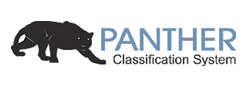 PANTHER
Classification System